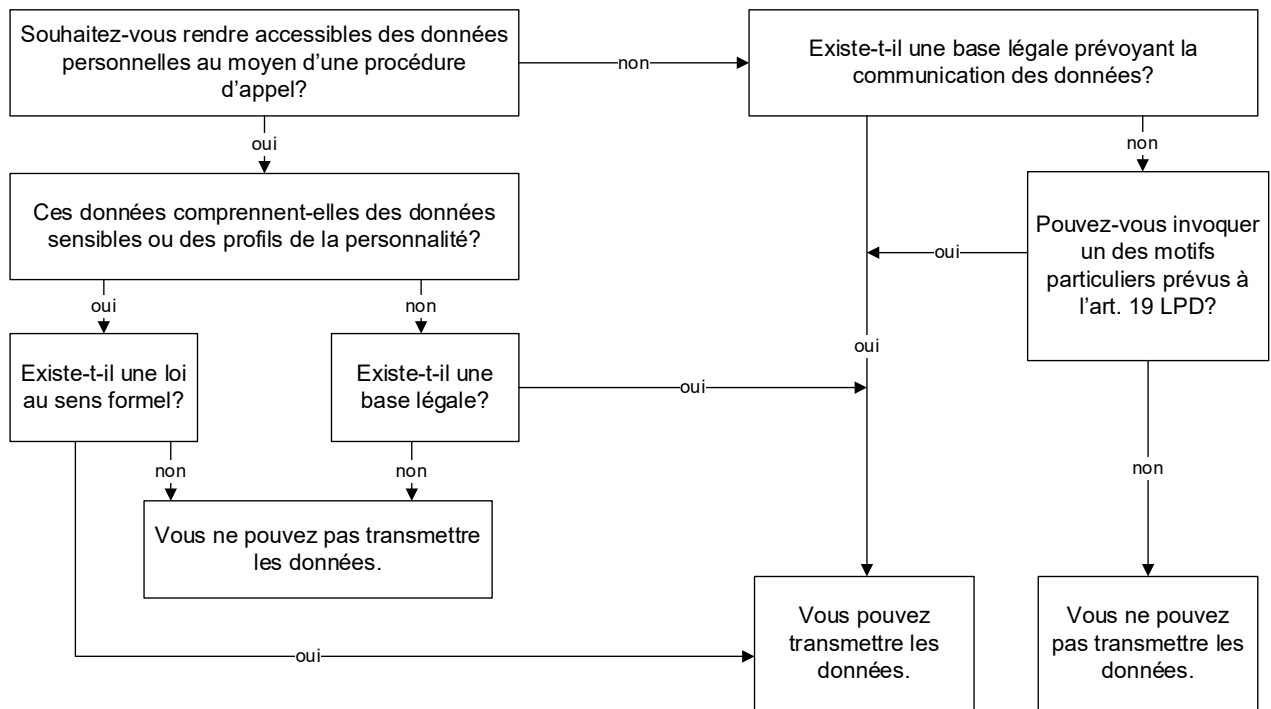 Souhaitez-vous rendre accessibles des données
personnelles au moyen d'une procédure
d'appel?
non
Existe-t-il une base légale prévoyant la
communication des données?
oui
non
Ces données comprennent-elles des données
sensibles ou des profils de la personnalité?
Pouvez-vous invoquer
un des motifs
particuliers prévus à
l'art. 19 LPD?
oui
oui
non
oui
Existe-t-il une loi
au sens formel?
Existe-t-il une
base légale?
oui
non
non
non
Vous ne pouvez pas transmettre
les données.
oui
Vous pouvez
transmettre les
données.
Vous ne pouvez
pas transmettre les
données.